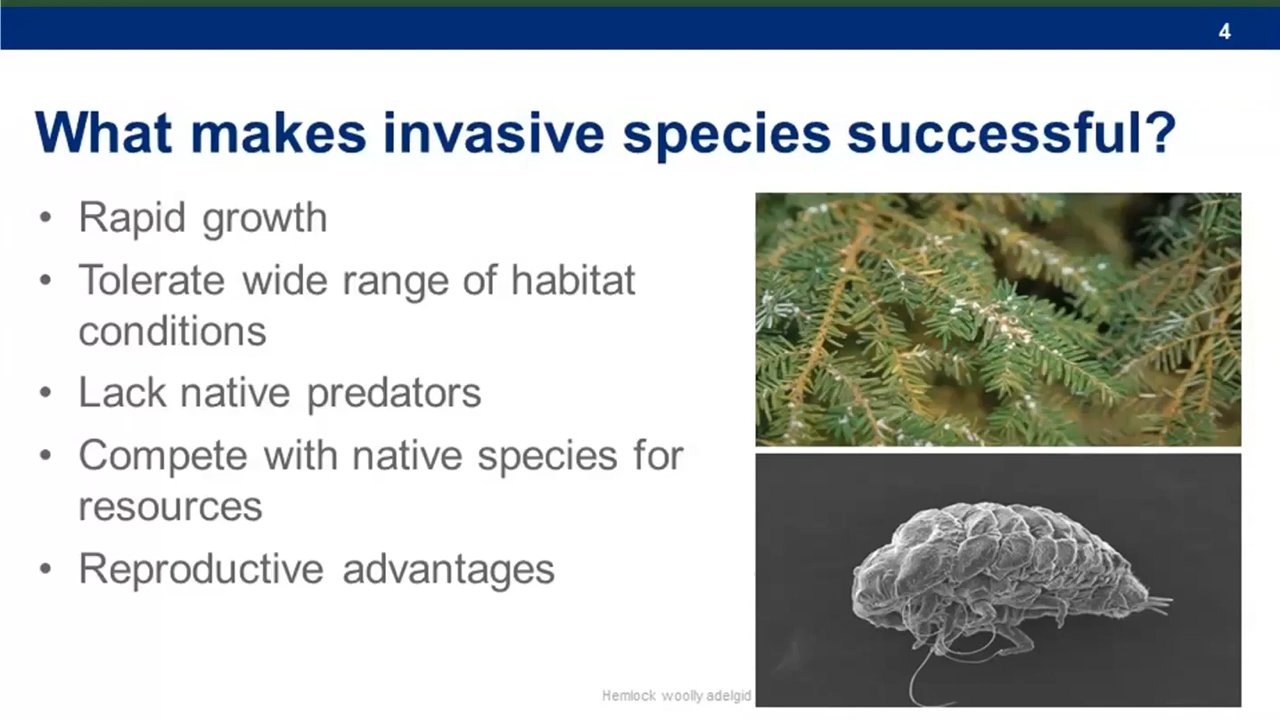 4
What makes invasive species successful?
• Rapid growth
• Tolerate wide range of habitat
conditions
• Lack native predators
• Compete with native species for
resources
• Reproductive advantages
Hemlock woolly adelgid